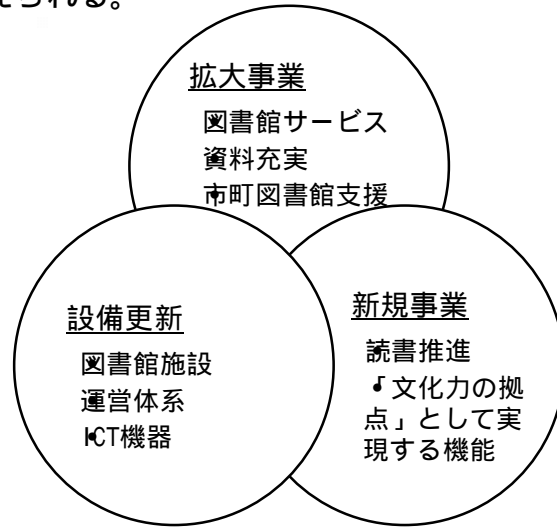 えられる。
拡大事業
・図書館サービス
・資料充実
・市町図書館支援
設備更新
・図書館施設
・運営体系
・ICT機器
新規事業
・読書推進
・「文化力の拠
点」として実
現する機能